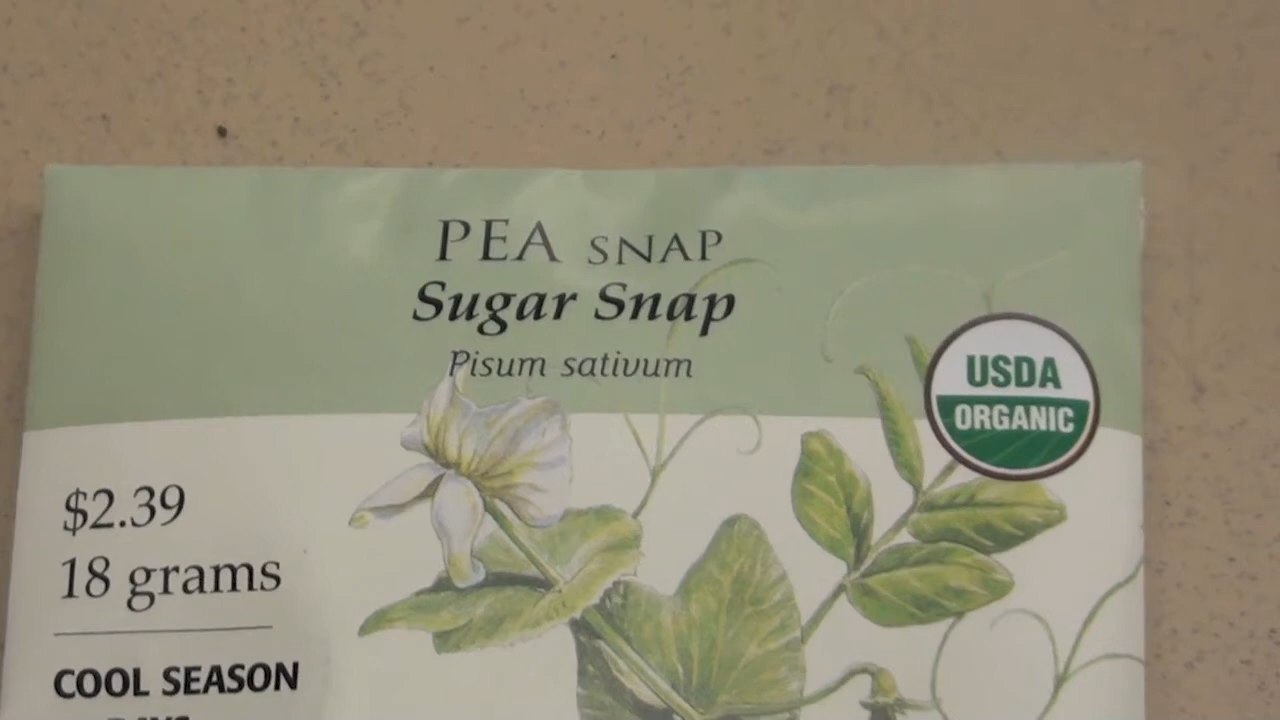 PEA SNAP
Sugar Snap
Pisum sativum
USDA
ORGANIC
$2.39
18 grams
COOL SEASON